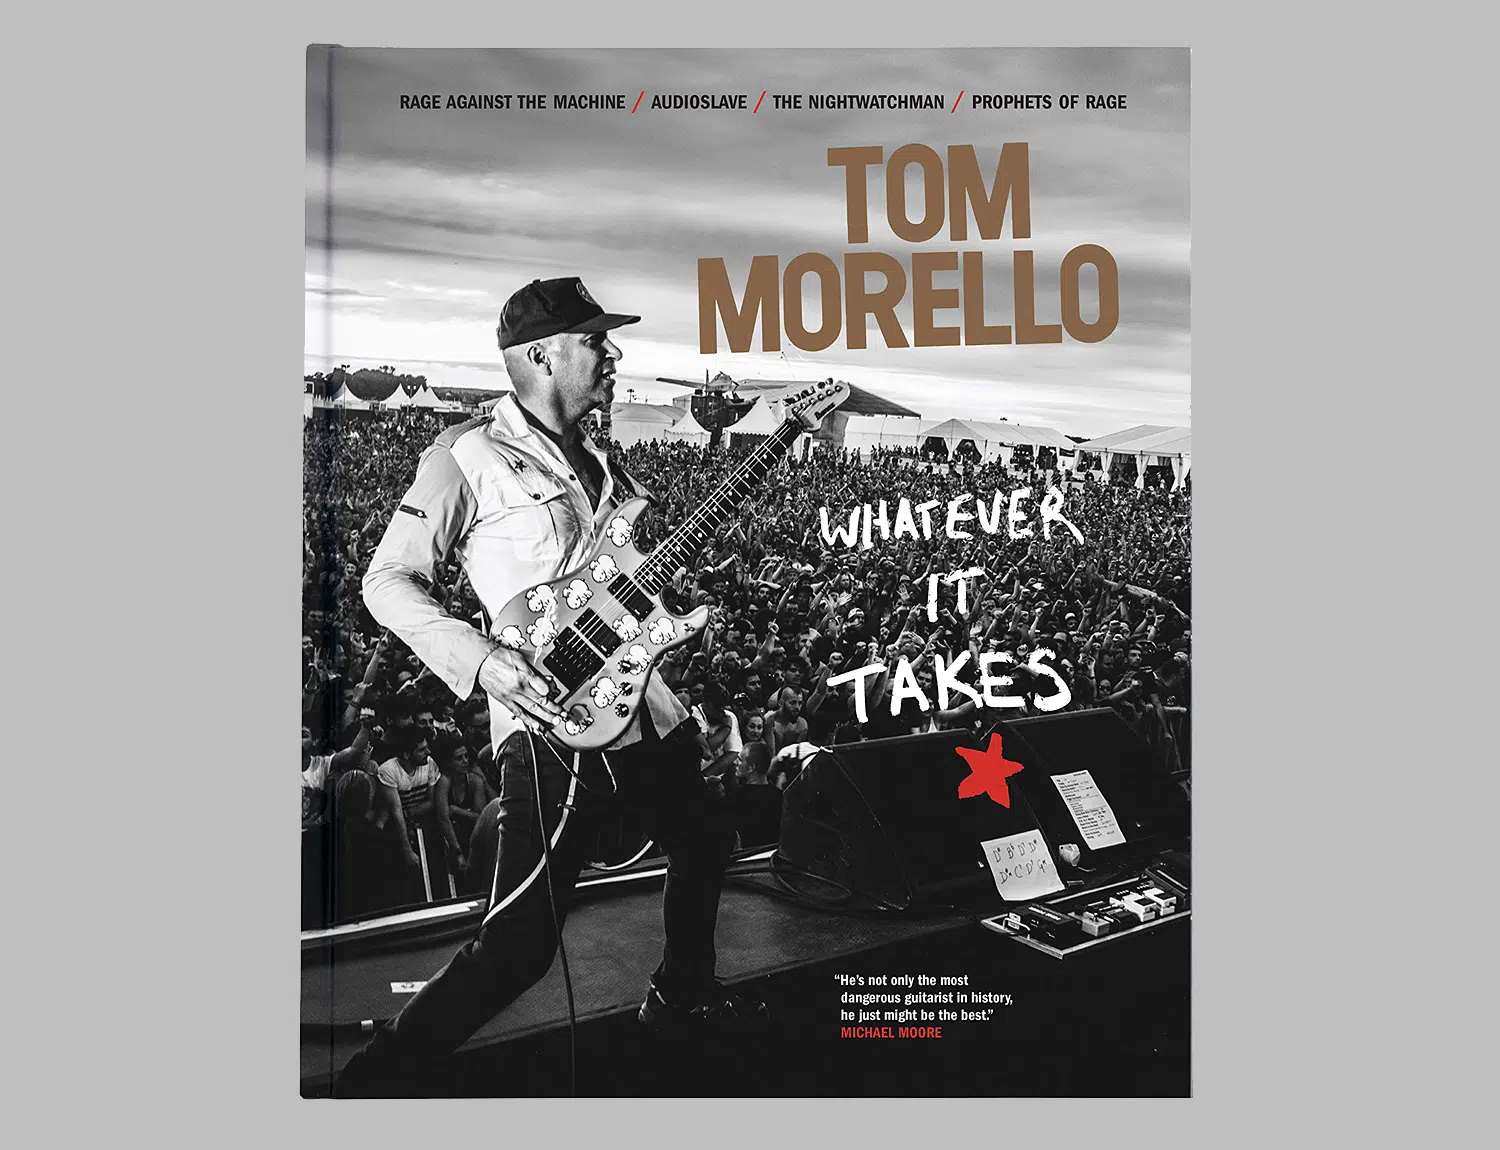 RAGE AGAINST THE MACHINE / AUDIOSLAVE / THE NIGHTWATCHMAN / PROPHETS OF RAGE
TOM
MORELLO
WHATEVER
IT
TAKES
“He’s not only the most
dangerous guitarist in history,
he just might be the best.”
MICHAEL MOORE